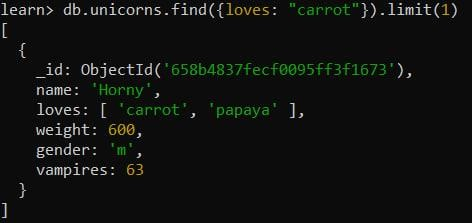 learn> db.unicorns.find({loves: "carrot"}).limit(1)
[
  {
    _id: ObjectId('658b4837fecf0095ff3f1673'),
    name: 'Horny',
    loves: [ 'carrot', 'papaya' ],
    weight: 600,
    gender: 'm',
    vampires: 63
  }
]